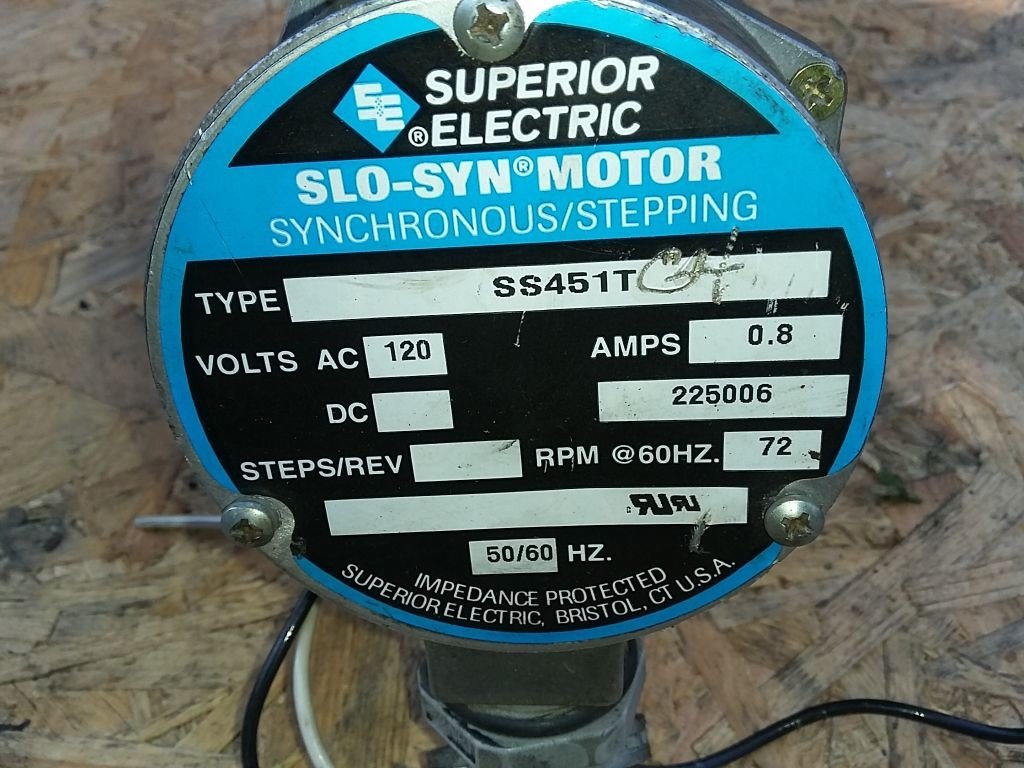 SUPERIOR
® ELECTRIC
SLO-SYN® MOTOR
SYNCHRONOUS/STEPPING
TYPE SS451T
VOLTS AC 120
AMPS 0.8
DC
225006
STEPS/REV
RPM @ 60HZ. 72
50/60 HZ.
IMPEDANCE PROTECTED
SUPERIOR ELECTRIC, BRISTOL, CT U.S.A.